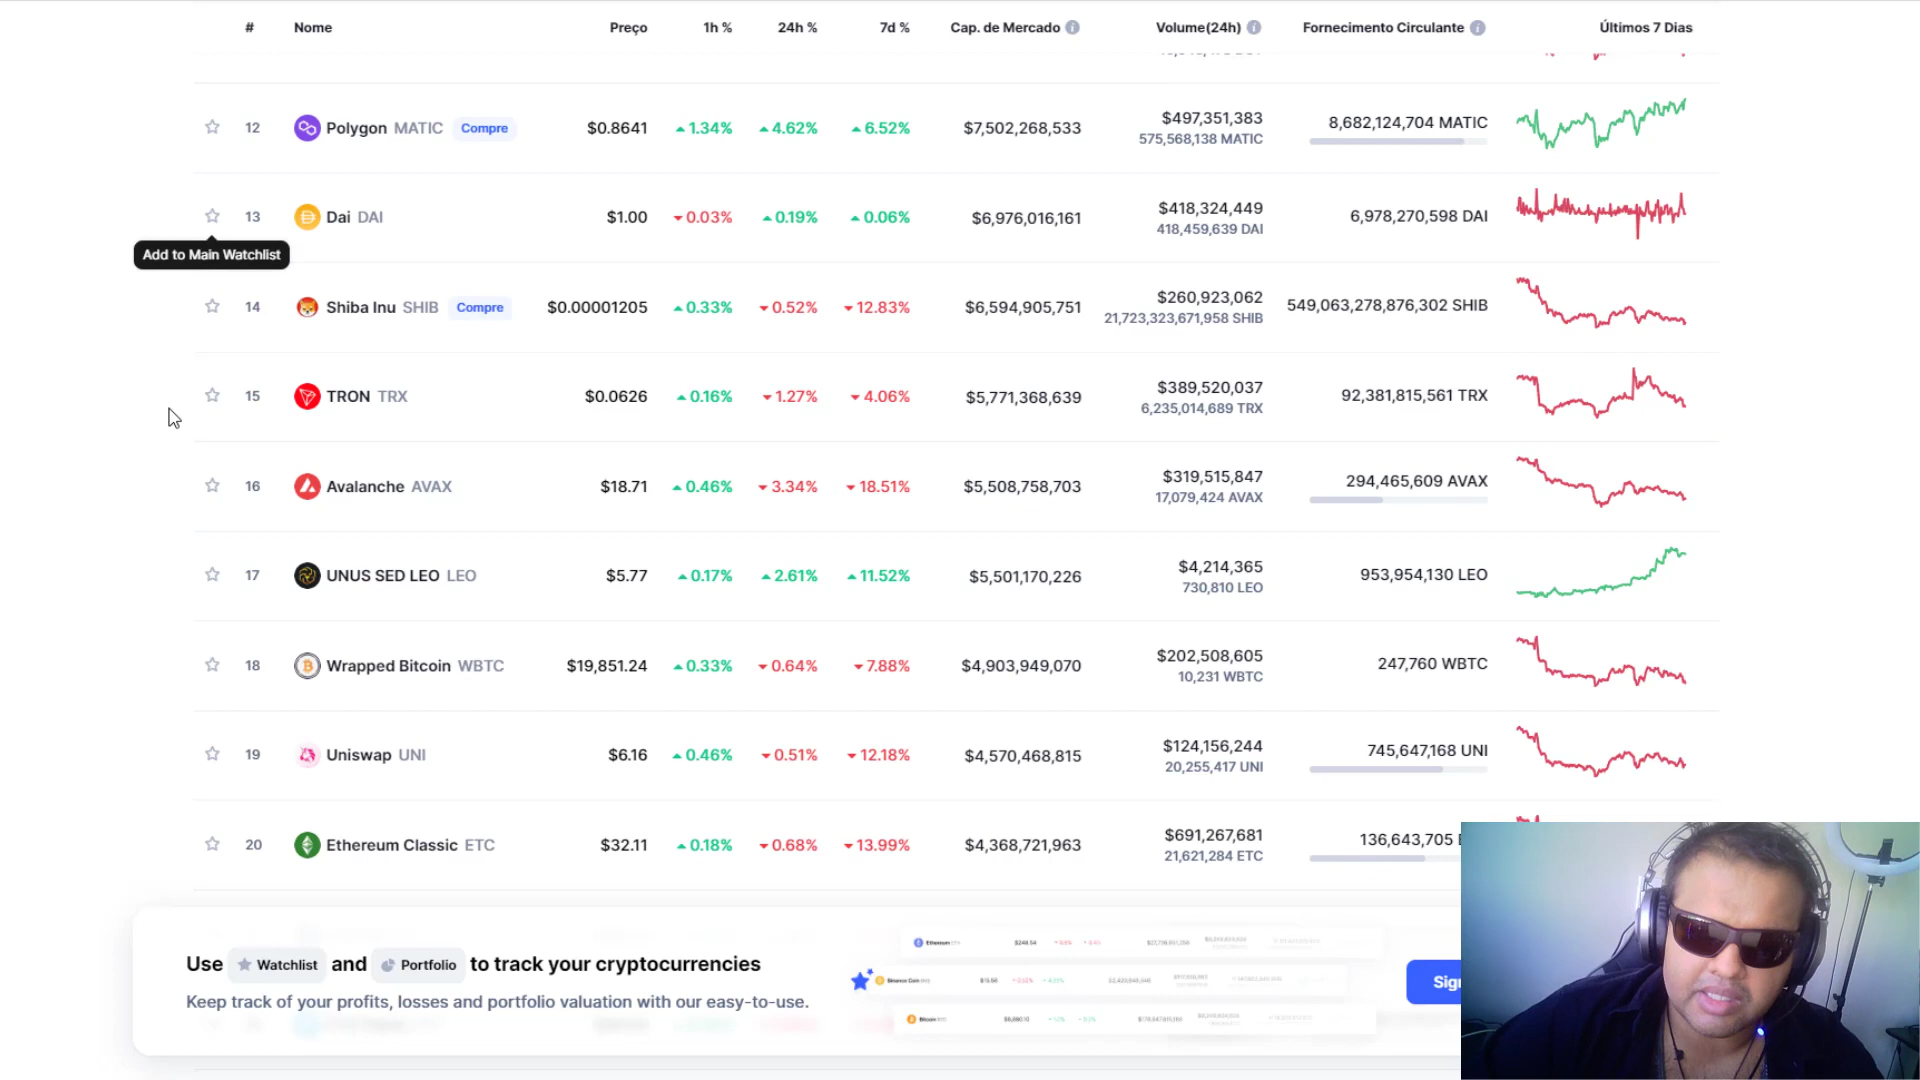 # Nome Preço 1h % 24h % 7d % Cap. de Mercado Volume(24h) Fornecimento Circulante Últimos 7 Dias
12 Polygon MATIC Compre $0.8641 1.34% 4.62% 6.52% $7,502,268,533 $497,351,383 8,682,124,704 MATIC
575,568,138 MATIC
13 Dai DAI $1.00 0.03% 0.19% 0.06% $6,976,016,161 $418,324,449 6,978,270,598 DAI
418,459,639 DAI
Add to Main Watchlist
14 Shiba Inu SHIB Compre $0.00001205 0.33% 0.52% 12.83% $6,594,905,751 $260,923,062 549,063,278,876,302 SHIB
21,723,323,671,958 SHIB
15 TRON TRX $0.0626 0.16% 1.27% 4.06% $5,771,368,639 $389,520,037 92,381,815,561 TRX
6,235,014,689 TRX
16 Avalanche AVAX $18.71 0.46% 3.34% 18.51% $5,508,758,703 $319,515,847 294,465,609 AVAX
17,079,424 AVAX
17 UNUS SED LEO LEO $5.77 0.17% 2.61% 11.52% $5,501,170,226 $4,214,365 953,954,130 LEO
730,810 LEO
18 Wrapped Bitcoin WBTC $19,851.24 0.33% 0.64% 7.88% $4,903,949,070 $202,508,605 247,760 WBTC
10,231 WBTC
19 Uniswap UNI $6.16 0.46% 0.51% 12.18% $4,570,468,815 $124,156,244 745,647,168 UNI
20,255,417 UNI
20 Ethereum Classic ETC $32.11 0.18% 0.68% 13.99% $4,368,721,963 $691,267,681 136,643,705
21,621,284 ETC
Use Watchlist and Portfolio to track your cryptocurrencies
Keep track of your profits, losses and portfolio valuation with our easy-to-use.
Ethereum
Binance Coin
Bitcoin